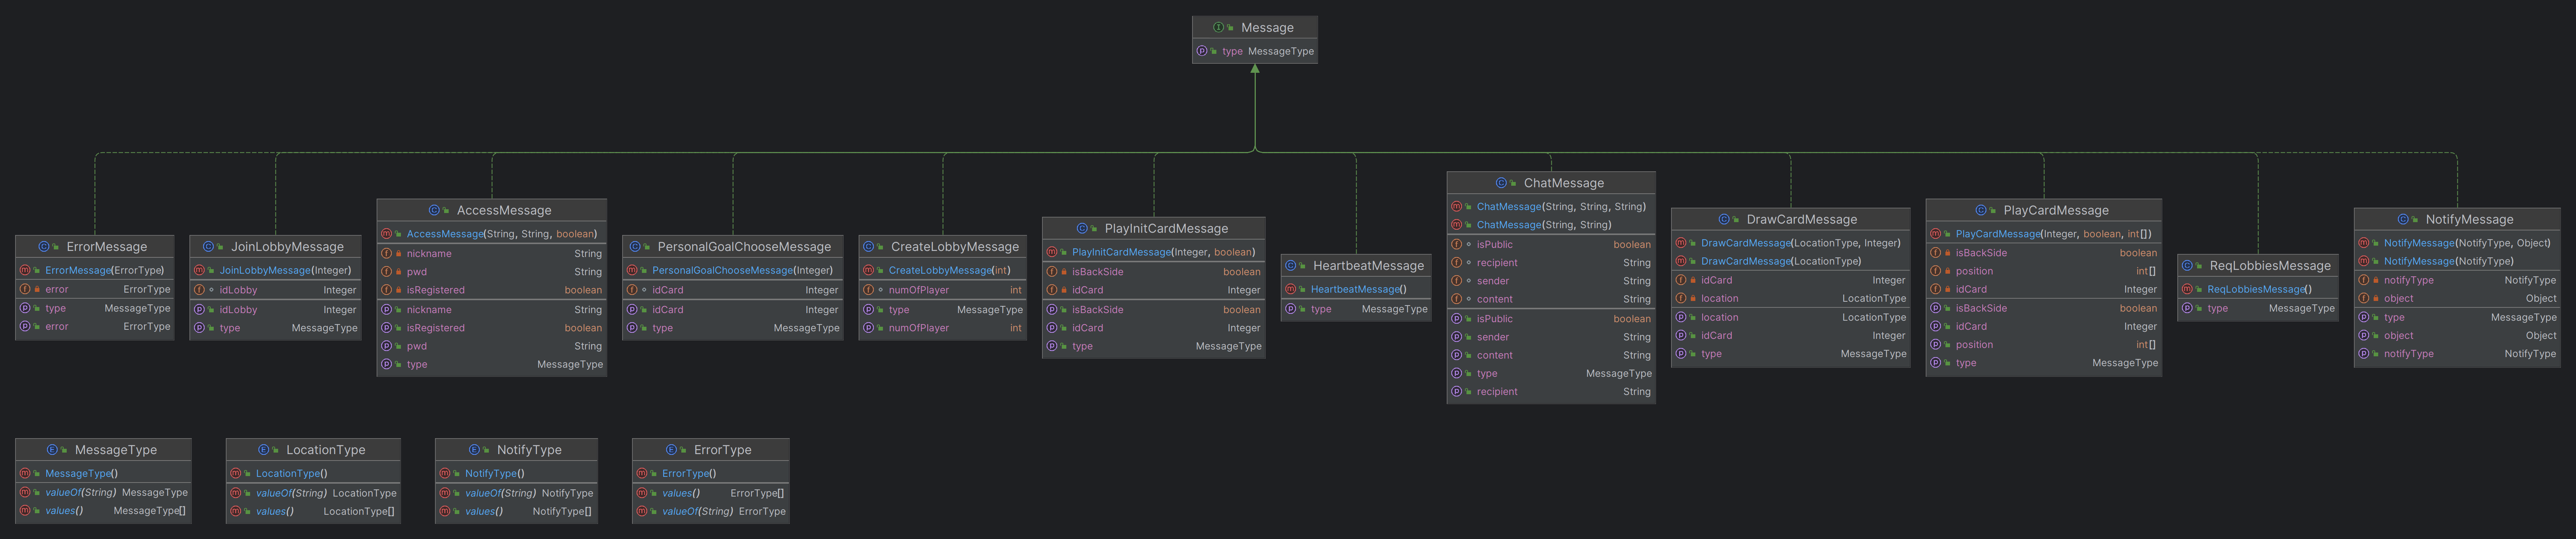 Message
type MessageType
ErrorMessage
ErrorMessage(ErrorType)
error ErrorType
type MessageType
error ErrorType
JoinLobbyMessage
JoinLobbyMessage(Integer)
idLobby Integer
idLobby Integer
type MessageType
AccessMessage
AccessMessage(String, String, boolean)
nickname String
pwd String
isRegistered boolean
nickname String
isRegistered boolean
pwd String
type MessageType
PersonalGoalChooseMessage
PersonalGoalChooseMessage(Integer)
idCard Integer
idCard Integer
type MessageType
CreateLobbyMessage
CreateLobbyMessage(int)
numOfPlayer int
type MessageType
numOfPlayer int
PlayInitCardMessage
PlayInitCardMessage(Integer, boolean)
isBackSide boolean
idCard Integer
isBackSide boolean
idCard Integer
type MessageType
HeartbeatMessage
HeartbeatMessage()
type MessageType
ChatMessage
ChatMessage(String, String, String)
ChatMessage(String, String)
isPublic boolean
recipient String
sender String
content String
isPublic boolean
sender String
content String
type MessageType
recipient String
DrawCardMessage
DrawCardMessage(LocationType, Integer)
DrawCardMessage(LocationType)
idCard Integer
location LocationType
location LocationType
idCard Integer
type MessageType
PlayCardMessage
PlayCardMessage(Integer, boolean, int[])
isBackSide boolean
position int[]
idCard Integer
isBackSide boolean
idCard Integer
position int[]
type MessageType
ReqLobbiesMessage
ReqLobbiesMessage()
type MessageType
NotifyMessage
NotifyMessage(NotifyType, Object)
NotifyMessage(NotifyType)
notifyType NotifyType
object Object
type MessageType
object Object
notifyType NotifyType
MessageType
MessageType()
valueOf(String) MessageType
values() MessageType[]
LocationType
LocationType()
valueOf(String) LocationType
values() LocationType[]
NotifyType
NotifyType()
valueOf(String) NotifyType
values() NotifyType[]
ErrorType
ErrorType()
values() ErrorType[]
valueOf(String) ErrorType